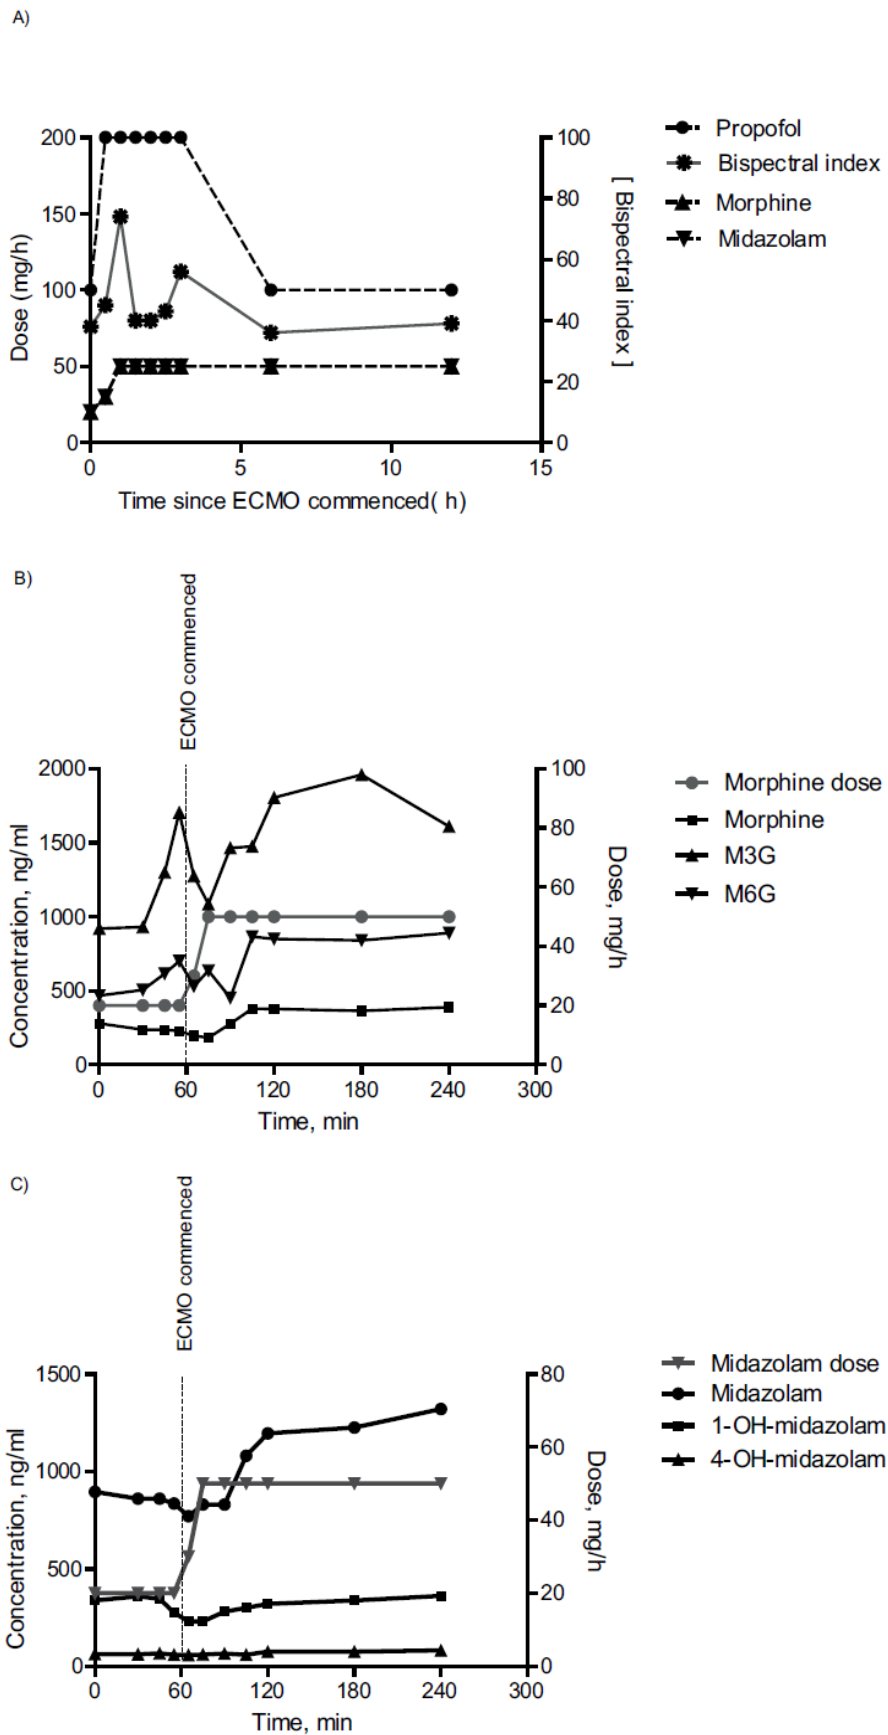 A)
Propofol
Bispectral index
Morphine
Midazolam
200
150
100
50
0
Dose (mg/h)
100
80
60
40
20
0
[ Bispectral index ]
0 5 10 15
Time since ECMO commenced( h)
B)
ECMO commenced
2000
1500
1000
500
0
Concentration, ng/ml
100
80
60
40
20
0
Dose, mg/h
Morphine dose
Morphine
M3G
M6G
0 60 120 180 240 300
Time, min
C)
ECMO commenced
1500
1000
500
0
Concentration, ng/ml
80
60
40
20
0
Dose, mg/h
Midazolam dose
Midazolam
1-OH-midazolam
4-OH-midazolam
0 60 120 180 240 300
Time, min